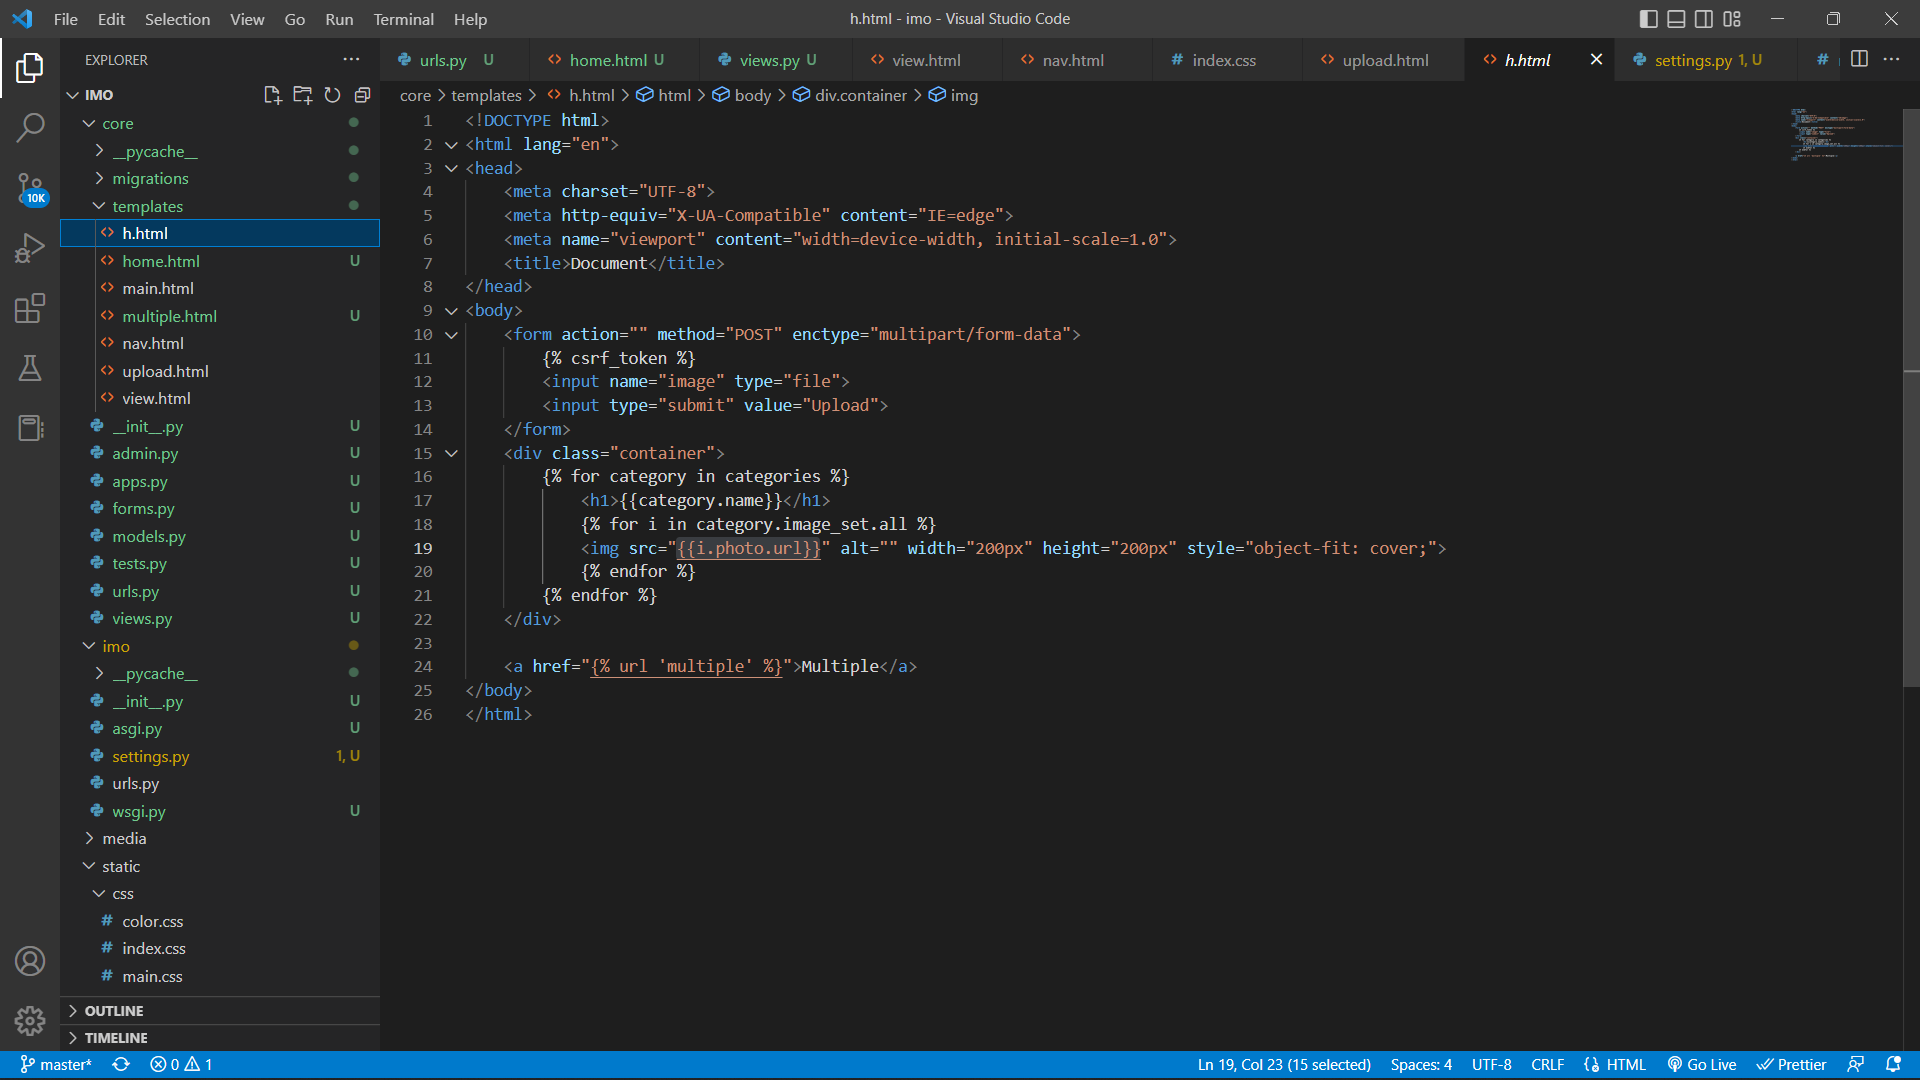 File Edit Selection View Go Run Terminal Help
h.html - imo - Visual Studio Code
EXPLORER
IMO
core
__pycache__
migrations
templates
h.html
home.html U
main.html
multiple.html U
nav.html
upload.html
view.html
__init__.py U
admin.py U
apps.py U
forms.py U
models.py U
tests.py U
urls.py U
views.py U
imo
__pycache__
__init__.py U
asgi.py U
settings.py 1, U
urls.py
wsgi.py U
media
static
css
# color.css
# index.css
# main.css
OUTLINE
TIMELINE
10K
urls.py U home.html U views.py U view.html nav.html # index.css upload.html h.html settings.py 1, U #
core > templates > h.html > html > body > div.container > img
1 <!DOCTYPE html>
2 <html lang="en">
3 <head>
4 <meta charset="UTF-8">
5 <meta http-equiv="X-UA-Compatible" content="IE=edge">
6 <meta name="viewport" content="width=device-width, initial-scale=1.0">
7 <title>Document</title>
8 </head>
9 <body>
10 <form action="" method="POST" enctype="multipart/form-data">
11 {% csrf_token %}
12 <input name="image" type="file">
13 <input type="submit" value="Upload">
14 </form>
15 <div class="container">
16 {% for category in categories %}
17 <h1>{{category.name}}</h1>
18 {% for i in category.image_set.all %}
19 <img src="{{i.photo.url}}" alt="" width="200px" height="200px" style="object-fit: cover;">
20 {% endfor %}
21 {% endfor %}
22 </div>
23
24 <a href="{% url 'multiple' %}">Multiple</a>
25 </body>
26 </html>
master* 0 1 Ln 19, Col 23 (15 selected) Spaces: 4 UTF-8 CRLF HTML Go Live Prettier